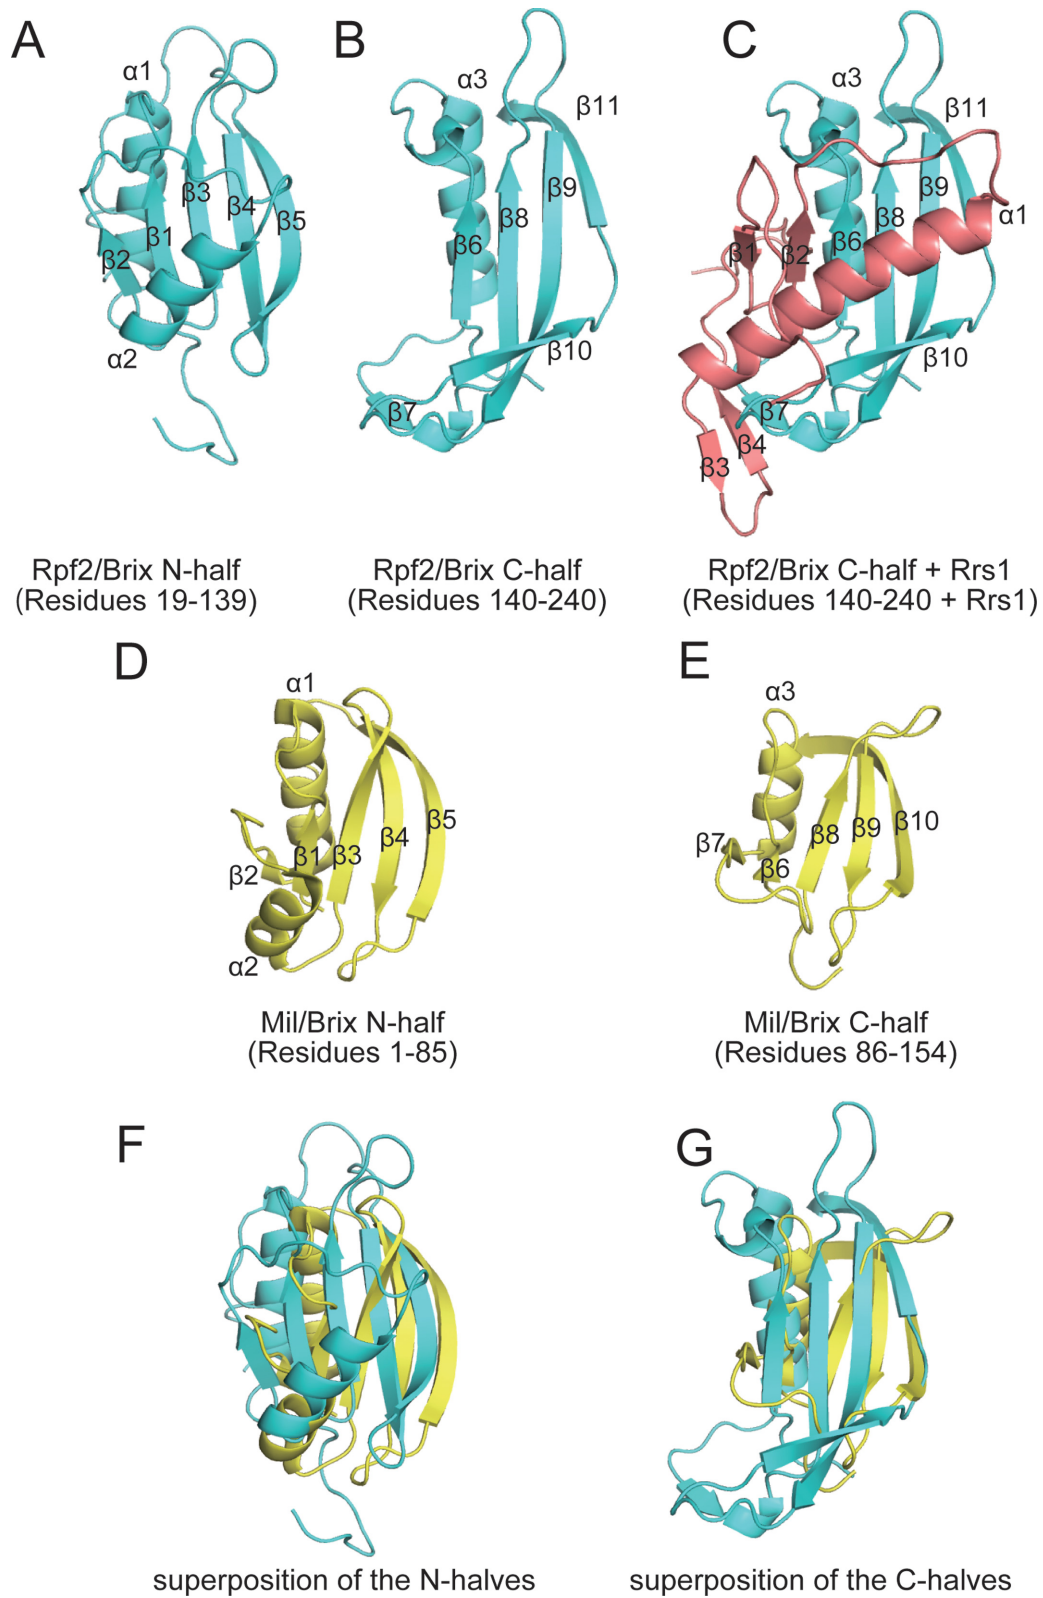 A
B
C
α1
β1
β2
β3
β4
β5
α2
α3
β11
β9
β8
β6
β10
β7
α3
β11
β9
β8
β6
α1
β1
β2
β10
β7
β4
β3
Rpf2/Brix N-half
(Residues 19-139)
Rpf2/Brix C-half
(Residues 140-240)
Rpf2/Brix C-half + Rrs1
(Residues 140-240 + Rrs1)
D
E
α1
β1
β3
β4
β5
β2
α2
α3
β7
β6
β8
β9
β10
Mil/Brix N-half
(Residues 1-85)
Mil/Brix C-half
(Residues 86-154)
F
G
superposition of the N-halves
superposition of the C-halves